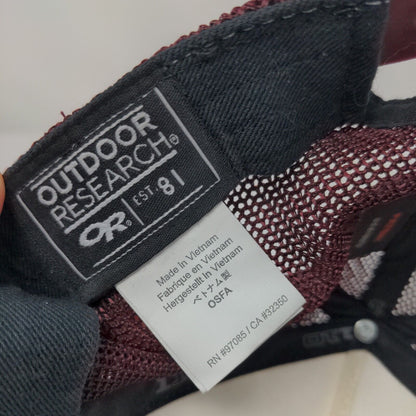 OUTDOOR
RESEARCH®
OR® EST. 81
Made in Vietnam
Fabriqué en Vietnam
Hergestellt in Vietnam
ベトナム製
OSFA
RN #97085 / CA #32350